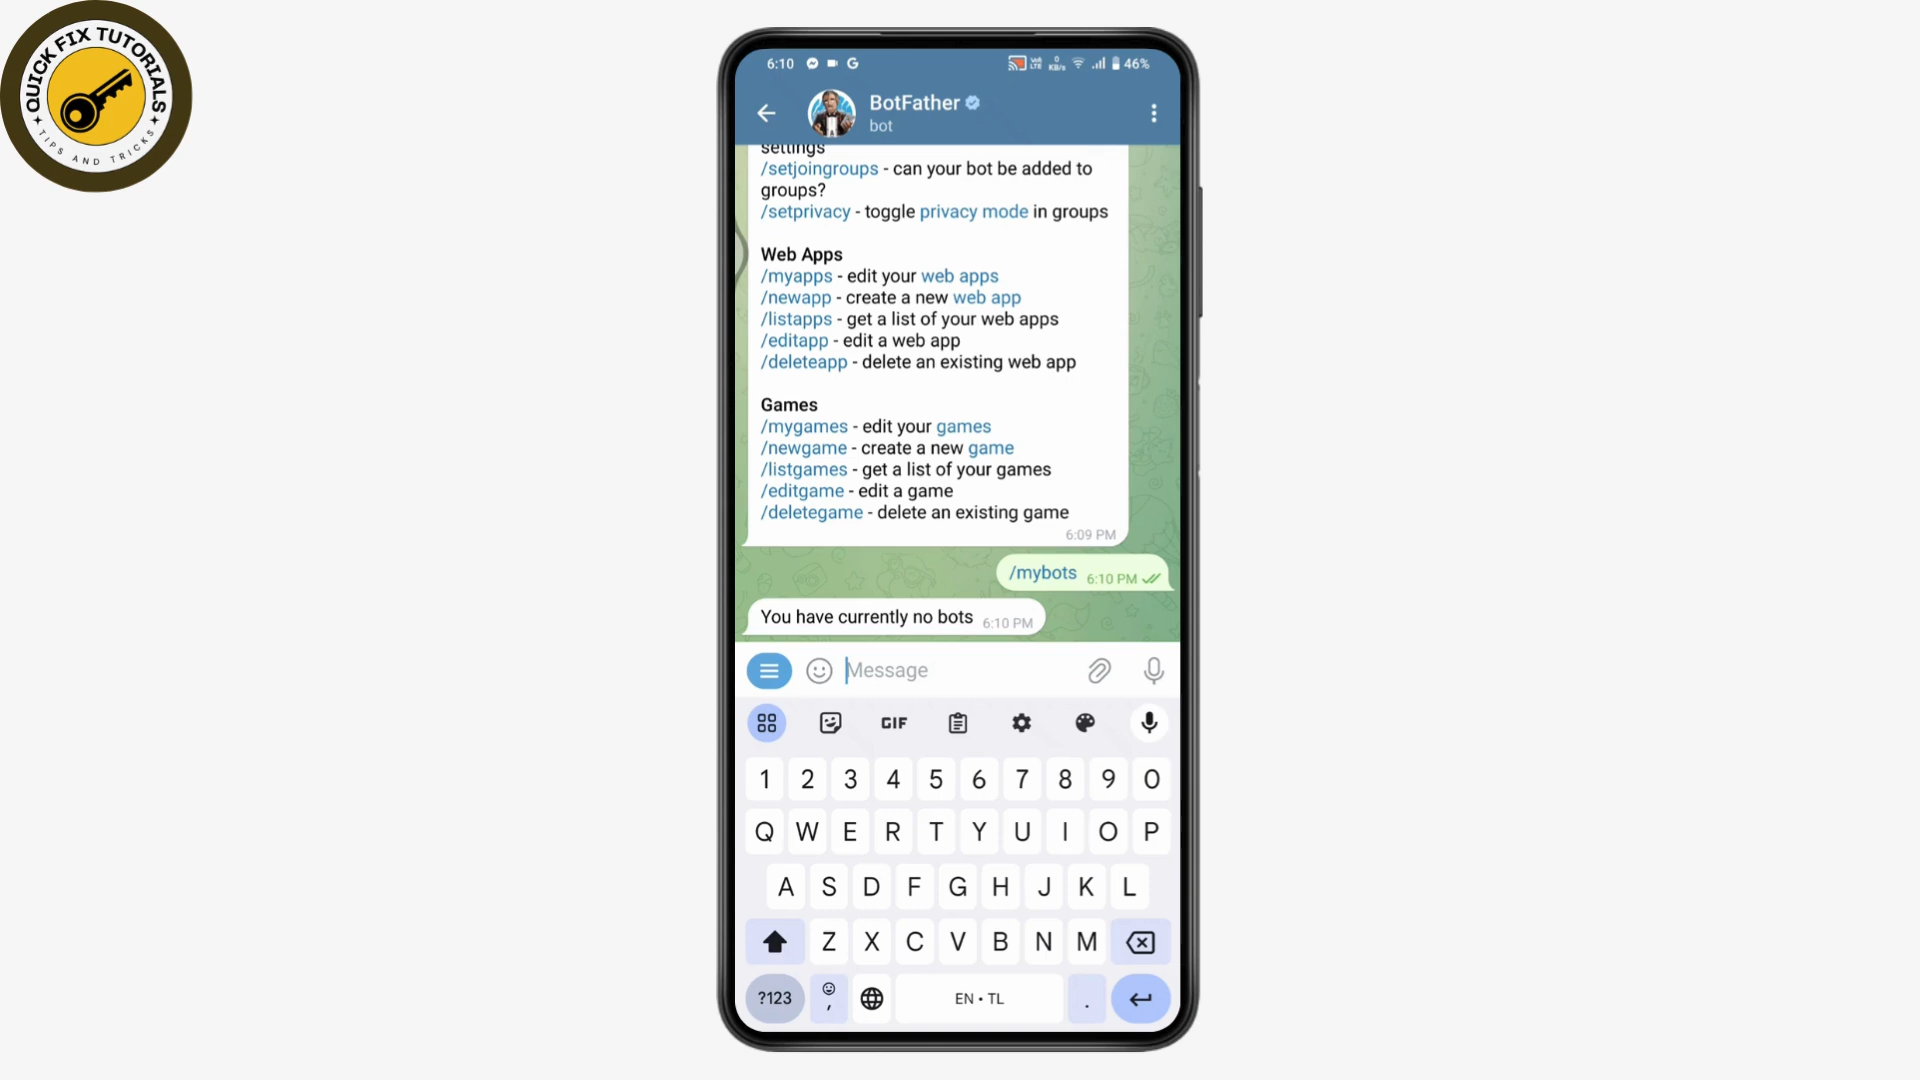 QUICK FIX TUTORIALS
TIPS AND TRICKS
6:10
Vo))
LTE
0
KB/s
46%
BotFather
bot
settings
/setjoingroups - can your bot be added to
groups?
/setprivacy - toggle privacy mode in groups
Web Apps
/myapps - edit your web apps
/newapp - create a new web app
/listapps - get a list of your web apps
/editapp - edit a web app
/deleteapp - delete an existing web app
Games
/mygames - edit your games
/newgame - create a new game
/listgames - get a list of your games
/editgame - edit a game
/deletegame - delete an existing game
6:09 PM
/mybots 6:10 PM
You have currently no bots 6:10 PM
Message
GIF
1 2 3 4 5 6 7 8 9 0
Q W E R T Y U I O P
A S D F G H J K L
Z X C V B N M
?123 , EN • TL .